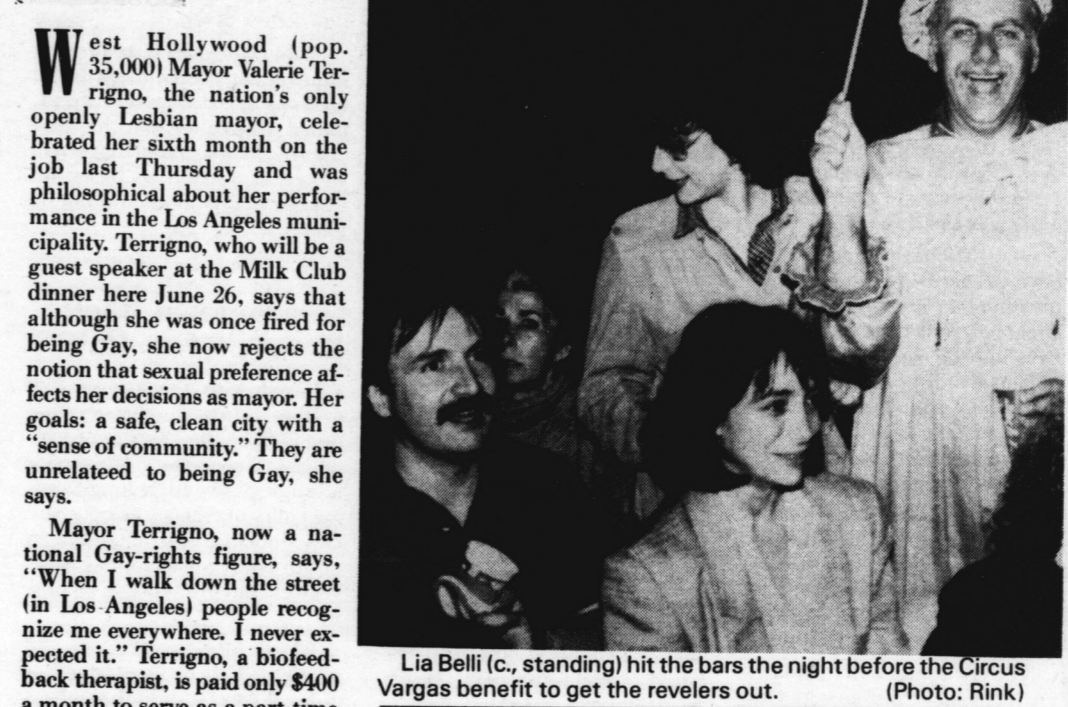 West Hollywood (pop.
35,000) Mayor Valerie Ter-
rigno, the nation's only
openly Lesbian mayor, cele-
brated her sixth month on the
job last Thursday and was
philosophical about her perfor-
mance in the Los Angeles muni-
cipality. Terrigno, who will be a
guest speaker at the Milk Club
dinner here June 26, says that
although she was once fired for
being Gay, she now rejects the
notion that sexual preference af-
fects her decisions as mayor. Her
goals: a safe, clean city with a
“sense of community.” They are
unrelateed to being Gay, she
says.
Mayor Terrigno, now a na-
tional Gay-rights figure, says,
“When I walk down the street
(in Los Angeles) people recog-
nize me everywhere. I never ex-
pected it.” Terrigno, a biofeed-
back therapist, is paid only $400
a month to serve as a part-time
Lia Belli (c., standing) hit the bars the night before the Circus
Vargas benefit to get the revelers out. (Photo: Rink)